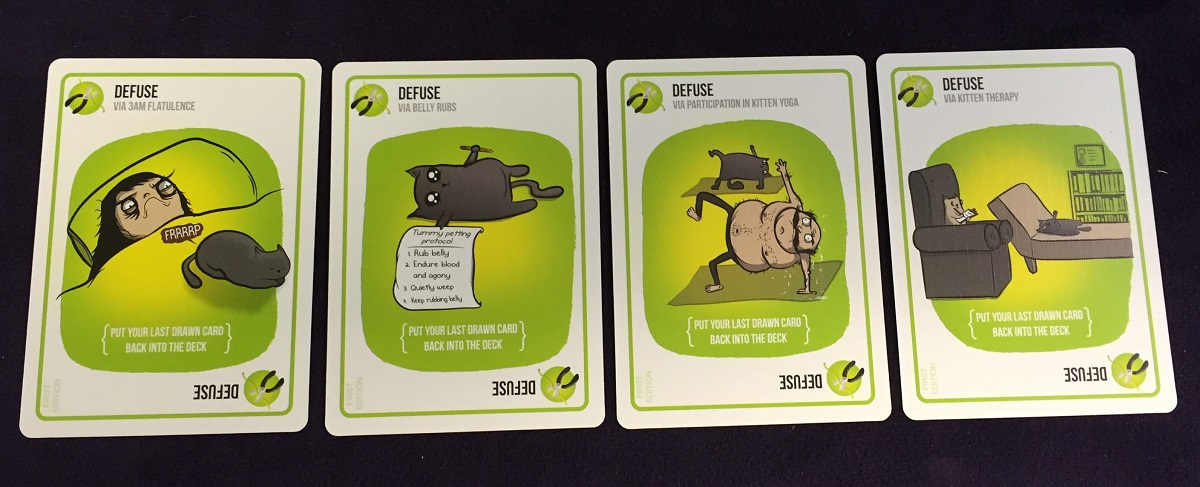 DEFUSE
VIA 3AM FLATULENCE
FRRRRP
PUT YOUR LAST DRAWN CARD
BACK INTO THE DECK
DEFUSE
FIRST
EDITION
DEFUSE
VIA BELLY RUBS
Tummy petting
protocol
1. Rub belly
2. Endure blood
and agony
3. Quietly weep
4. Keep rubbing belly
PUT YOUR LAST DRAWN CARD
BACK INTO THE DECK
DEFUSE
FIRST
EDITION
DEFUSE
VIA PARTICIPATION IN KITTEN YOGA
PUT YOUR LAST DRAWN CARD
BACK INTO THE DECK
DEFUSE
FIRST
EDITION
DEFUSE
VIA KITTEN THERAPY
PUT YOUR LAST DRAWN CARD
BACK INTO THE DECK
DEFUSE
FIRST
EDITION